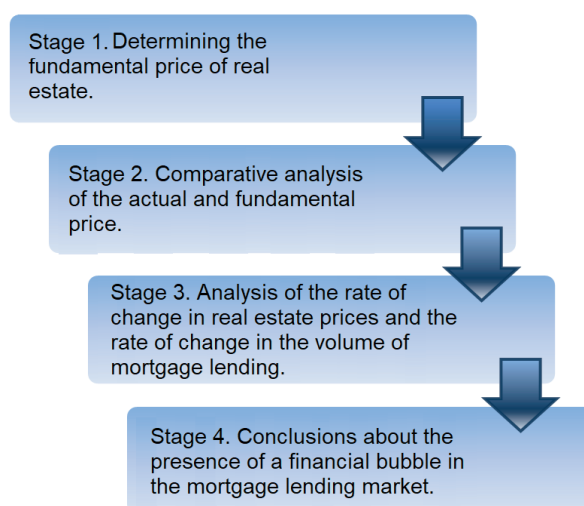 Stage 1. Determining the
fundamental price of real
estate.
Stage 2. Comparative analysis
of the actual and fundamental
price.
Stage 3. Analysis of the rate of
change in real estate prices and the
rate of change in the volume of
mortgage lending.
Stage 4. Conclusions about the
presence of a financial bubble in
the mortgage lending market.